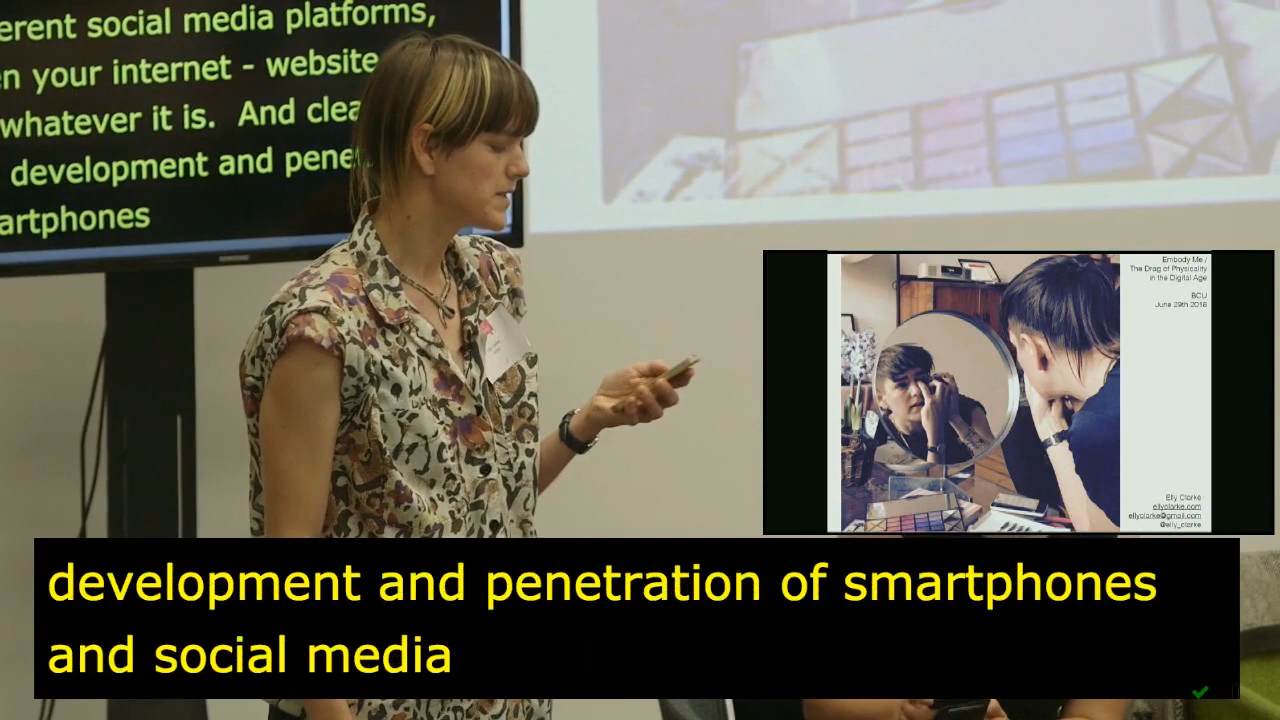 erent social media platforms,
n your internet - website
whatever it is.  And clea
development and pene
artphones
SAMSUNG
Embody Me /
The Drag of Physicality
in the Digital Age
BCU
June 29th 2016
Elly Clarke
ellyclarke.com
ellyclarke@gmail.com
@elly_clarke
development and penetration of smartphones
and social media